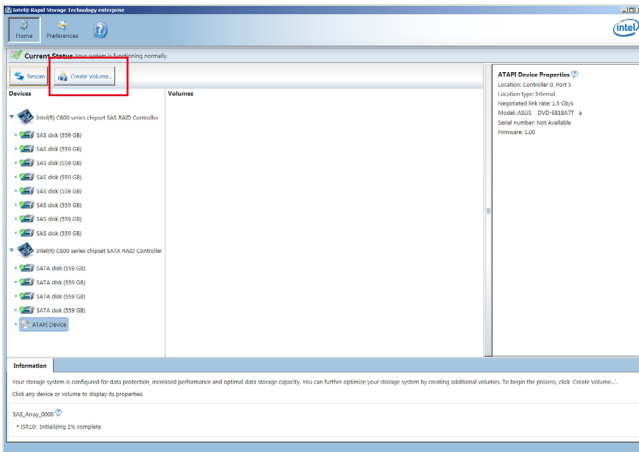 Intel® Rapid Storage Technology enterprise
Home
Preferences
intel
Current Status Your system is functioning normally.
Rescan
Create Volume...
Devices
Volumes
Intel(R) C600 series chipset SAS RAID Controller
SAS disk (559 GB)
SAS disk (559 GB)
SAS disk (559 GB)
SAS disk (559 GB)
SAS disk (559 GB)
SAS disk (559 GB)
SAS disk (559 GB)
SAS disk (559 GB)
Intel(R) C600 series chipset SATA RAID Controller
SATA disk (559 GB)
SATA disk (559 GB)
SATA disk (559 GB)
SATA disk (559 GB)
ATAPI Device
ATAPI Device Properties
Location: Controller 0, Port 5
Location type: Internal
Negotiated link rate: 1.5 Gb/s
Model: ASUS DVD-E818A7T a
Serial number: Not Available
Firmware: 1.00
Information
Your storage system is configured for data protection, increased performance and optimal data storage capacity. You can further optimize your storage system by creating additional volumes. To begin the process, click 'Create Volume...'.
Click any device or volume to display its properties.
SAS_Array_0000
• ISR10: Initializing 2% complete